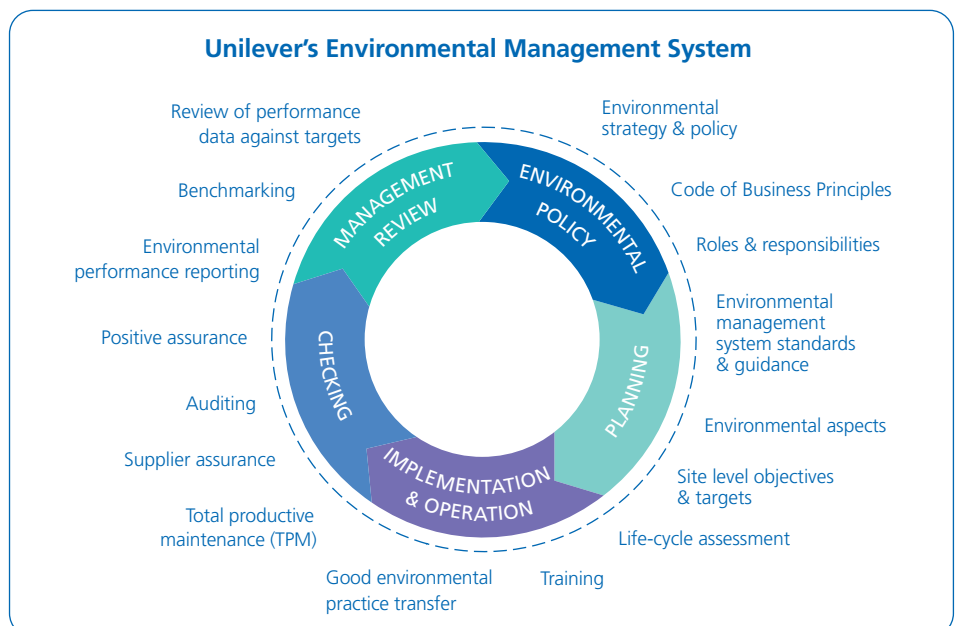 Unilever's Environmental Management System
Environmental
strategy & policy
Code of Business Principles
Roles & responsibilities
Environmental
management
system standards
& guidance
Environmental aspects
Site level objectives
& targets
Life-cycle assessment
Training
Good environmental
practice transfer
Total productive
maintenance (TPM)
Supplier assurance
Auditing
Positive assurance
Environmental
performance reporting
Benchmarking
Review of performance
data against targets
ENVIRONMENTAL
POLICY
PLANNING
IMPLEMENTATION
& OPERATION
CHECKING
MANAGEMENT
REVIEW